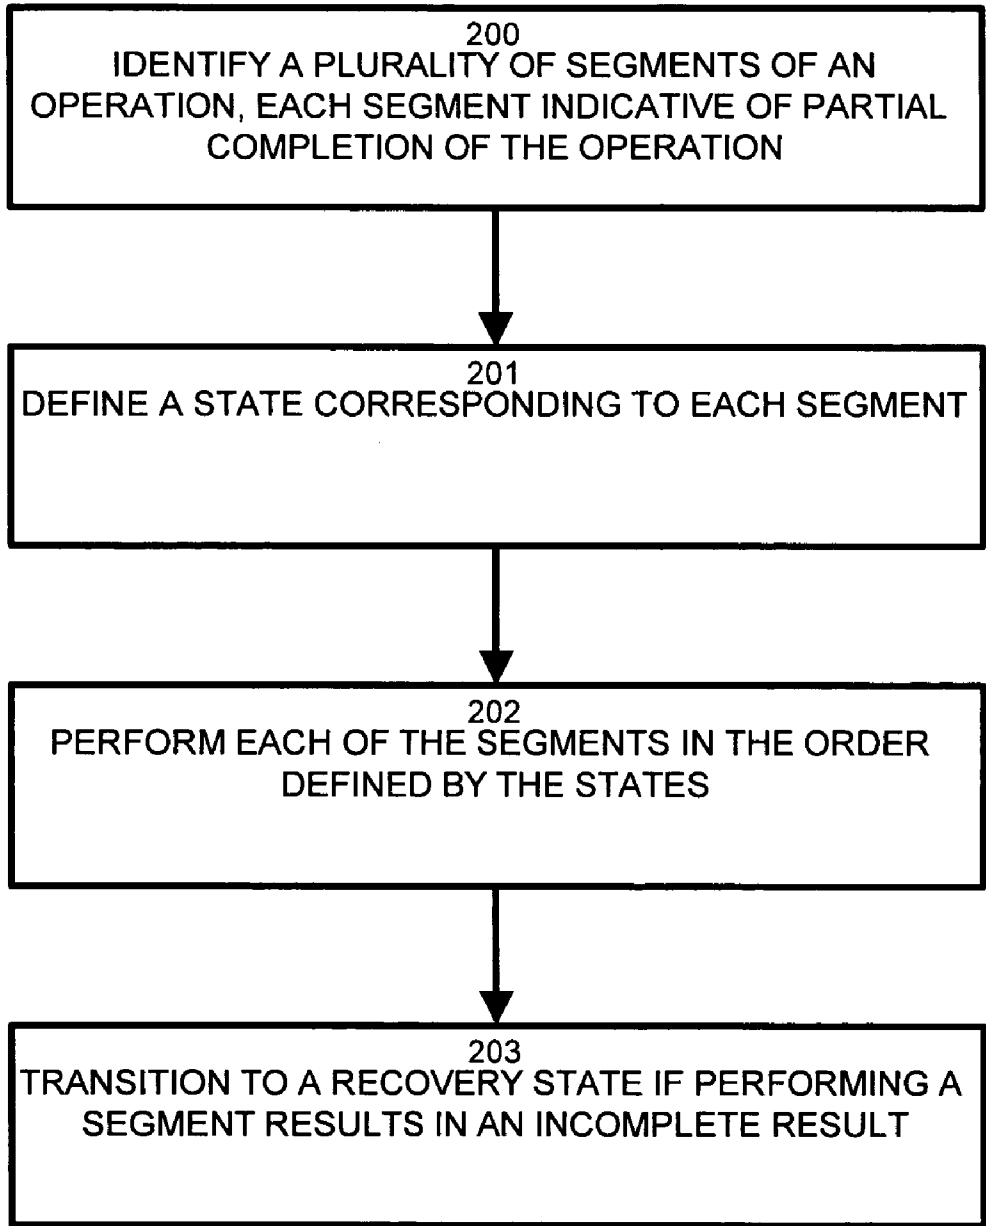 200
IDENTIFY A PLURALITY OF SEGMENTS OF AN
OPERATION, EACH SEGMENT INDICATIVE OF PARTIAL
COMPLETION OF THE OPERATION
201
DEFINE A STATE CORRESPONDING TO EACH SEGMENT
202
PERFORM EACH OF THE SEGMENTS IN THE ORDER
DEFINED BY THE STATES
203
TRANSITION TO A RECOVERY STATE IF PERFORMING A
SEGMENT RESULTS IN AN INCOMPLETE RESULT